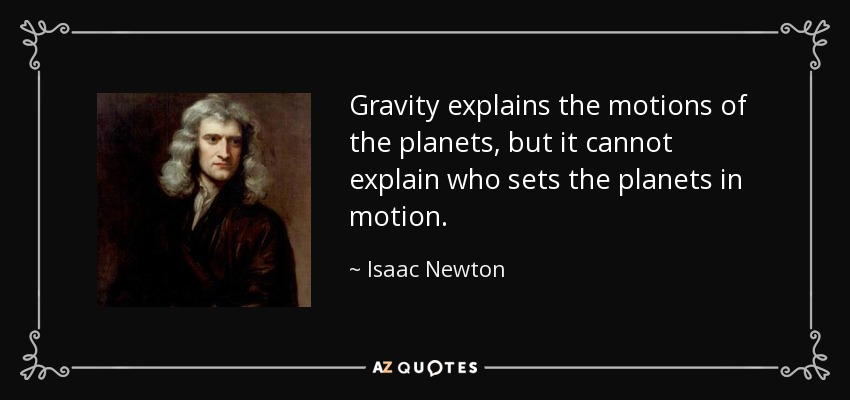 Gravity explains the motions of
the planets, but it cannot
explain who sets the planets in
motion.
~ Isaac Newton
AZ QUOTES